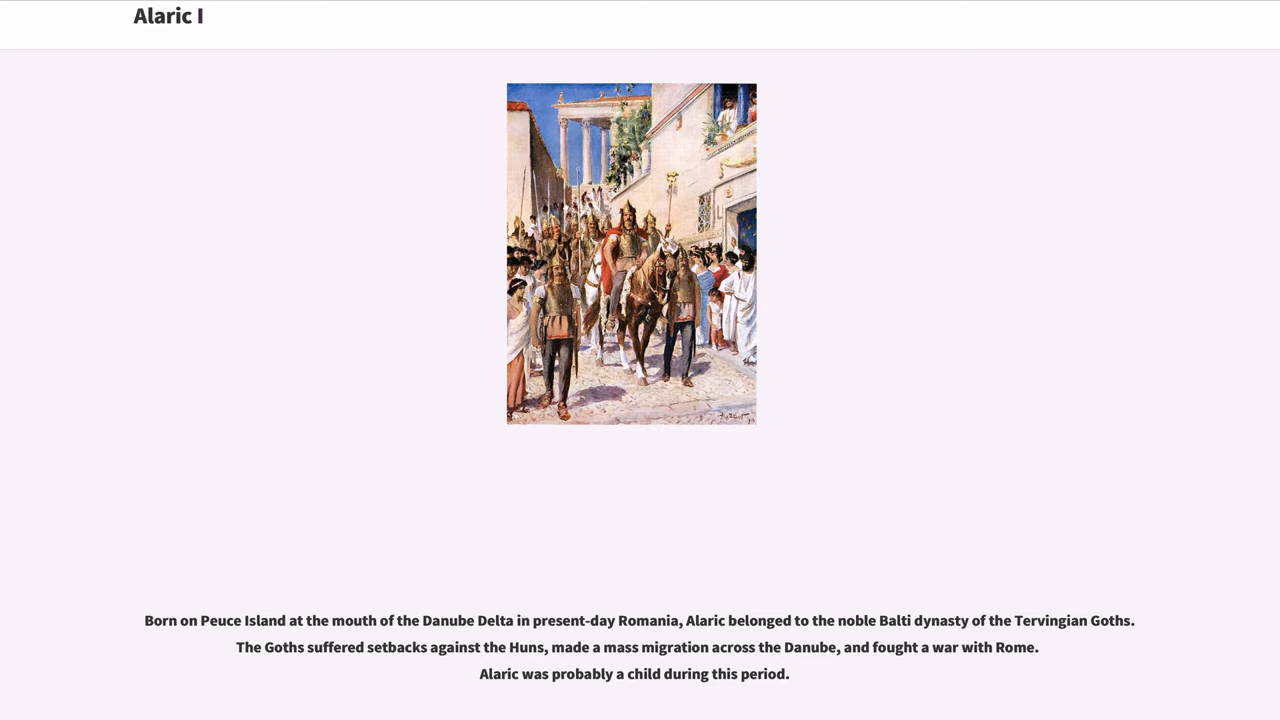 Alaric I
Born on Peuce Island at the mouth of the Danube Delta in present-day Romania, Alaric belonged to the noble Balti dynasty of the Tervingian Goths.
The Goths suffered setbacks against the Huns, made a mass migration across the Danube, and fought a war with Rome.
Alaric was probably a child during this period.